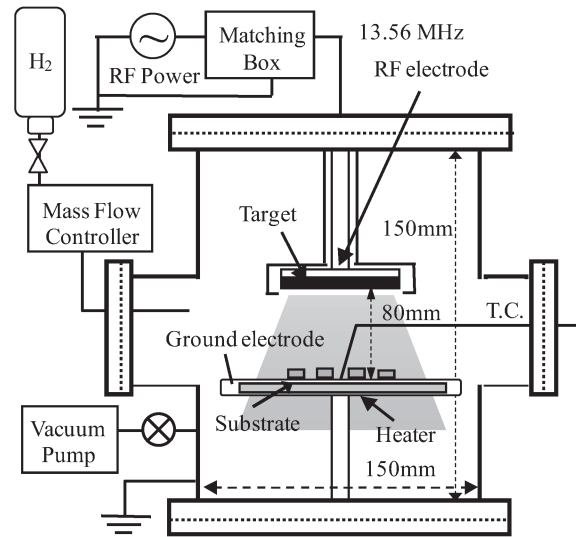 H2
RF Power
Matching
Box
13.56 MHz
RF electrode
Mass Flow
Controller
Target
150mm
80mm
T.C.
Ground electrode
Substrate
Heater
Vacuum
Pump
150mm